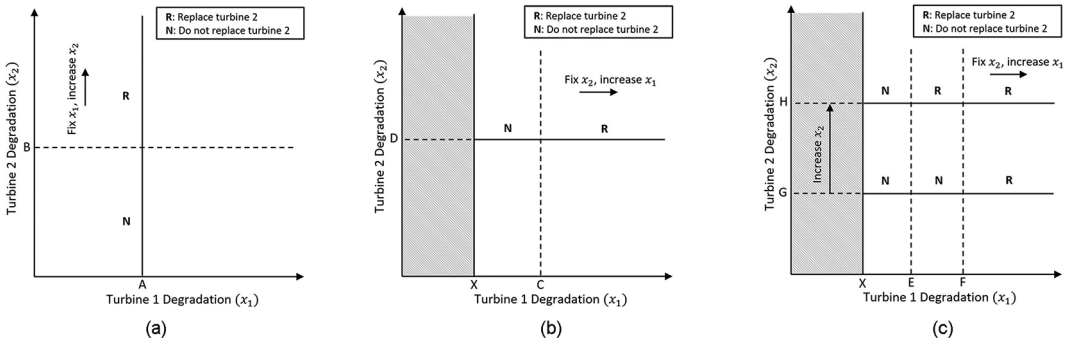 R: Replace turbine 2
N: Do not replace turbine 2
Turbine 2 Degradation (x₂)
Fix x₁, increase x₂
R
B
N
A
Turbine 1 Degradation (x₁)
(a)
R: Replace turbine 2
N: Do not replace turbine 2
Turbine 2 Degradation (x₂)
Fix x₂, increase x₁
N
R
D
X
C
Turbine 1 Degradation (x₁)
(b)
R: Replace turbine 2
N: Do not replace turbine 2
Turbine 2 Degradation (x₂)
Fix x₂, increase x₁
N
R
R
H
Increase x₂
N
N
R
G
X
E
F
Turbine 1 Degradation (x₁)
(c)